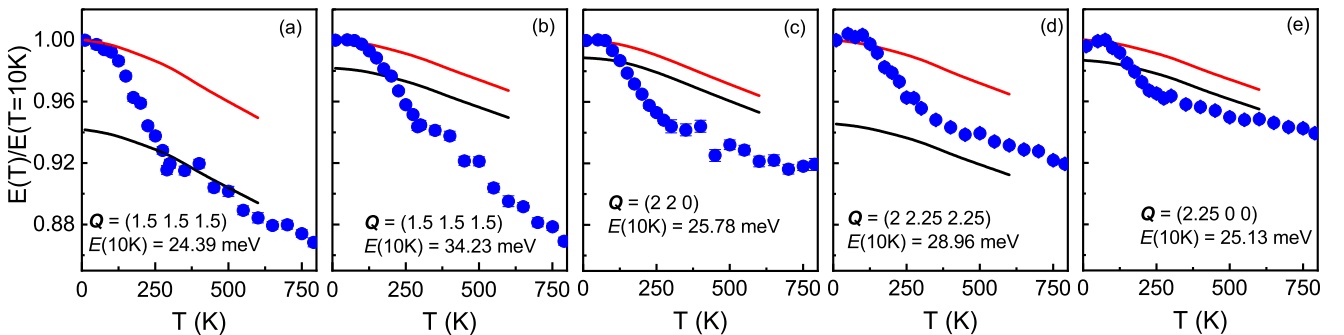 E(T)/E(T=10K)
1.00
0.96
0.92
0.88
(a)
Q = (1.5 1.5 1.5)
E(10K) = 24.39 meV
0 250 500 750
T (K)
(b)
Q = (1.5 1.5 1.5)
E(10K) = 34.23 meV
0 250 500 750
T (K)
(c)
Q = (2 2 0)
E(10K) = 25.78 meV
0 250 500 750
T (K)
(d)
Q = (2 2.25 2.25)
E(10K) = 28.96 meV
0 250 500 750
T (K)
(e)
Q = (2.25 0 0)
E(10K) = 25.13 meV
0 250 500 750
T (K)